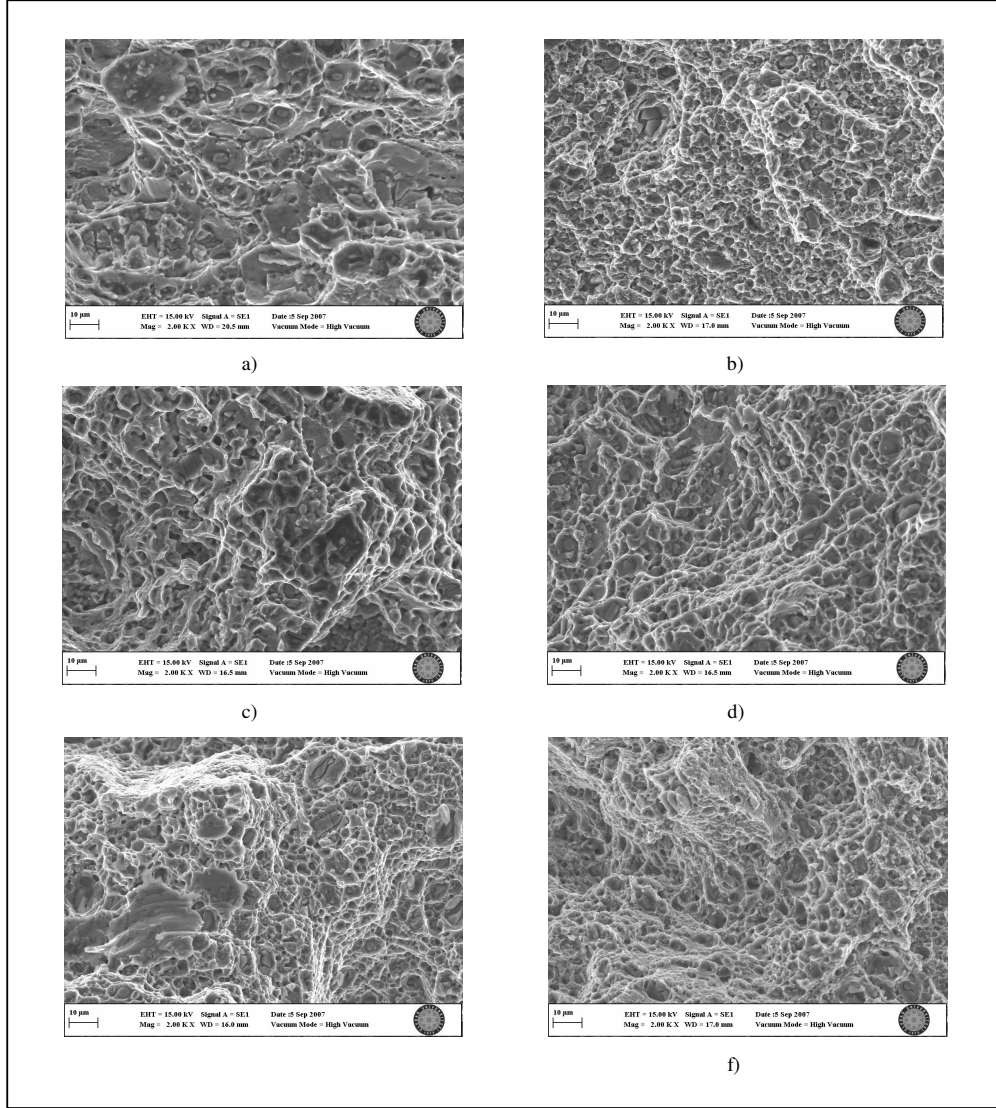 10 µm EHT = 15.00 kV Signal A = SE1 Date :5 Sep 2007
Mag = 2.00 K X WD = 20.5 mm Vacuum Mode = High Vacuum
a)
10 µm EHT = 15.00 kV Signal A = SE1 Date :5 Sep 2007
Mag = 2.00 K X WD = 17.0 mm Vacuum Mode = High Vacuum
b)
10 µm EHT = 15.00 kV Signal A = SE1 Date :5 Sep 2007
Mag = 2.00 K X WD = 16.5 mm Vacuum Mode = High Vacuum
c)
10 µm EHT = 15.00 kV Signal A = SE1 Date :5 Sep 2007
Mag = 2.00 K X WD = 16.5 mm Vacuum Mode = High Vacuum
d)
10 µm EHT = 15.00 kV Signal A = SE1 Date :5 Sep 2007
Mag = 2.00 K X WD = 16.0 mm Vacuum Mode = High Vacuum
10 µm EHT = 15.00 kV Signal A = SE1 Date :5 Sep 2007
Mag = 2.00 K X WD = 17.0 mm Vacuum Mode = High Vacuum
f)